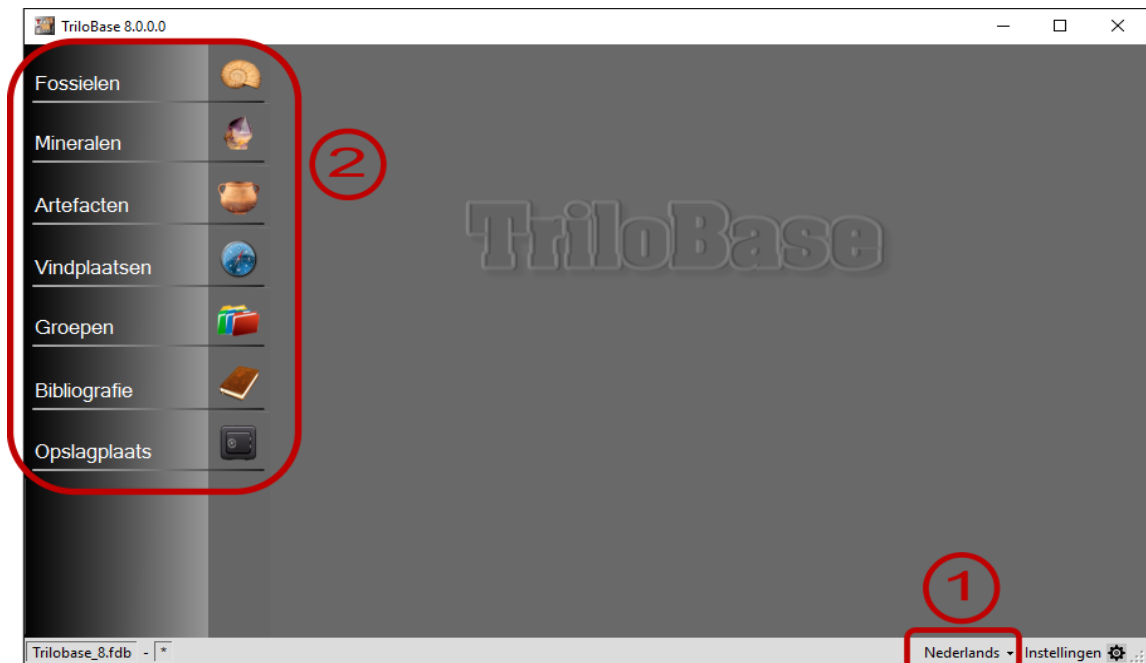 TriloBase 8.0.0.0
Fossielen
Mineralen
Artefacten
Vindplaatsen
Groepen
Bibliografie
Opslagplaats
2
TriloBase
1
Trilobase_8.fdb - * Nederlands Instellingen